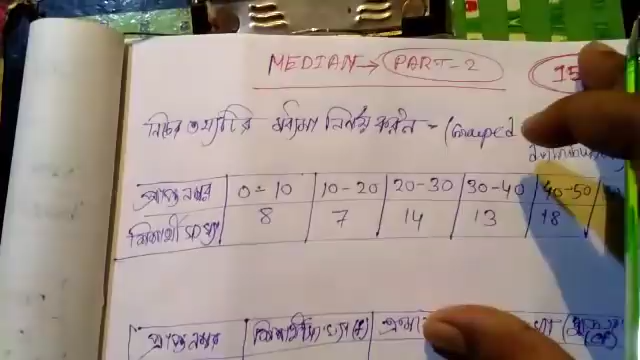 MEDIAN → PART-2
15
নিচের তথ্যটির মধ্যমা নির্ণয় করুন - (Grouped
প্রাপ্ত নম্বর 0-10 10-20 20-30 30-40 40-50
শিক্ষার্থী সংখ্যা 8 7 14 13 18
প্রাপ্ত নম্বর শিক্ষার্থী সংখ্যা (f)